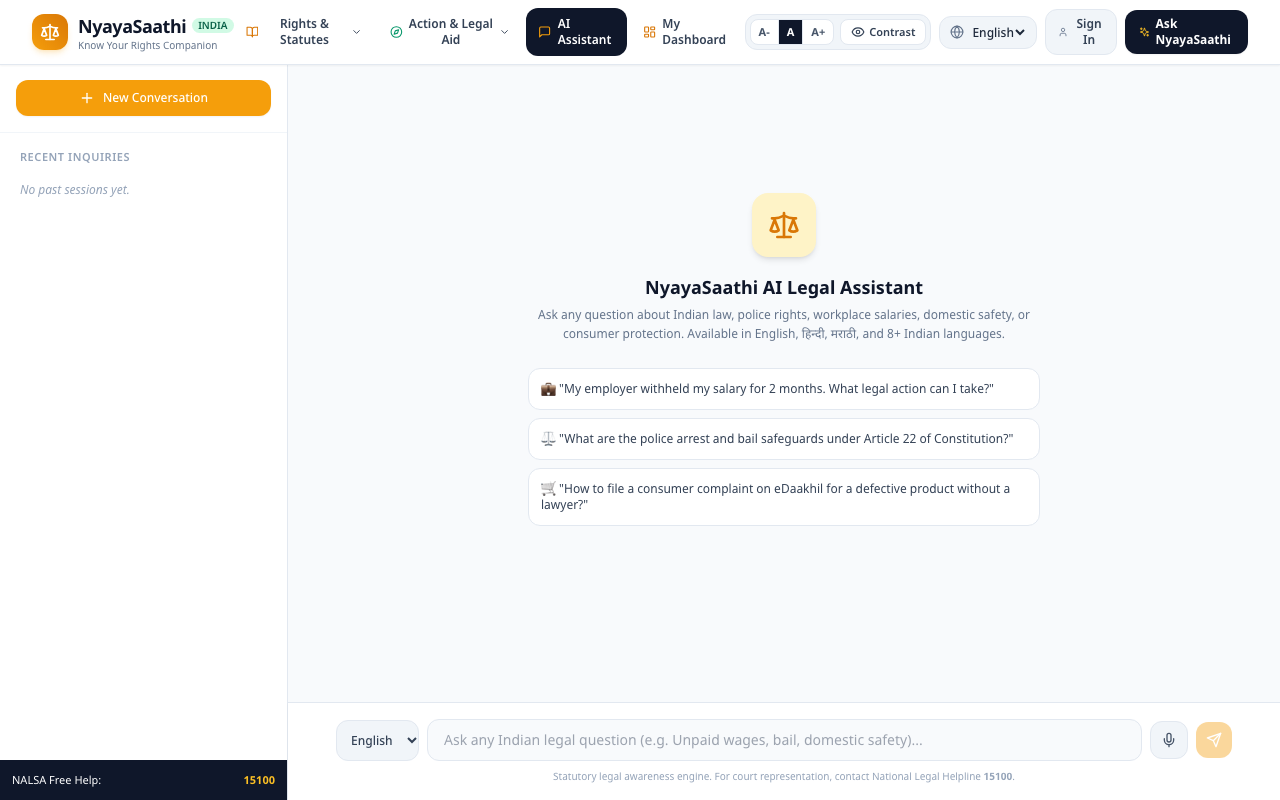 NyayaSaathi INDIA
Know Your Rights Companion
Rights &
Statutes
Action & Legal
Aid
AI
Assistant
My
Dashboard
A- A A+ Contrast
English
Sign
In
Ask
NyayaSaathi
New Conversation
RECENT INQUIRIES
No past sessions yet.
NALSA Free Help: 15100
NyayaSaathi AI Legal Assistant
Ask any question about Indian law, police rights, workplace salaries, domestic safety, or
consumer protection. Available in English, हिन्दी, मराठी, and 8+ Indian languages.
"My employer withheld my salary for 2 months. What legal action can I take?"
"What are the police arrest and bail safeguards under Article 22 of Constitution?"
"How to file a consumer complaint on eDaakhil for a defective product without a
lawyer?"
English
Ask any Indian legal question (e.g. Unpaid wages, bail, domestic safety)...
Statutory legal awareness engine. For court representation, contact National Legal Helpline 15100.